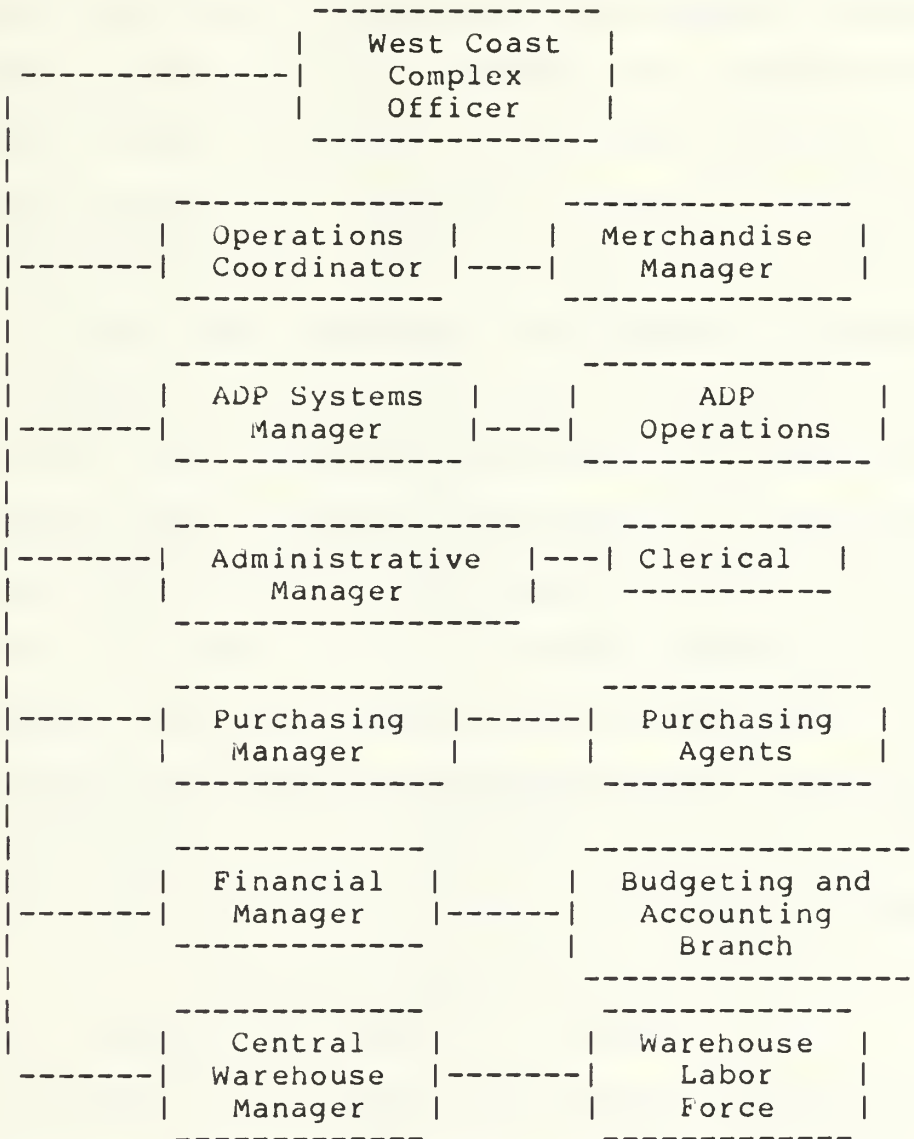 West Coast
Complex
Officer
Operations
Coordinator
Merchandise
Manager
ADP Systems
Manager
ADP
Operations
Administrative
Manager
Clerical
Purchasing
Manager
Purchasing
Agents
Financial
Manager
Budgeting and
Accounting
Branch
Central
Warehouse
Manager
Warehouse
Labor
Force